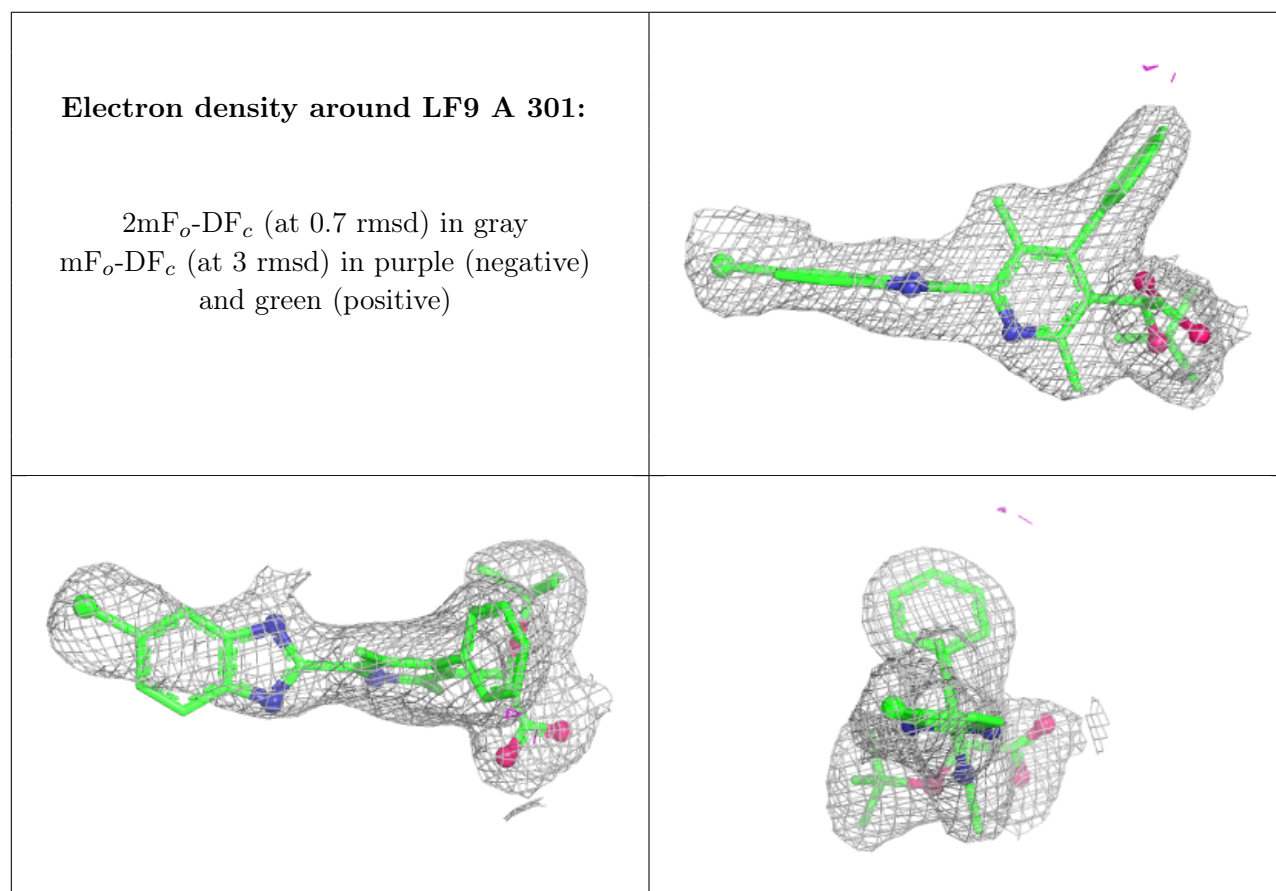 Electron density around LF9 A 301:
2mFo-DFc (at 0.7 rmsd) in gray
mFo-DFc (at 3 rmsd) in purple (negative)
and green (positive)